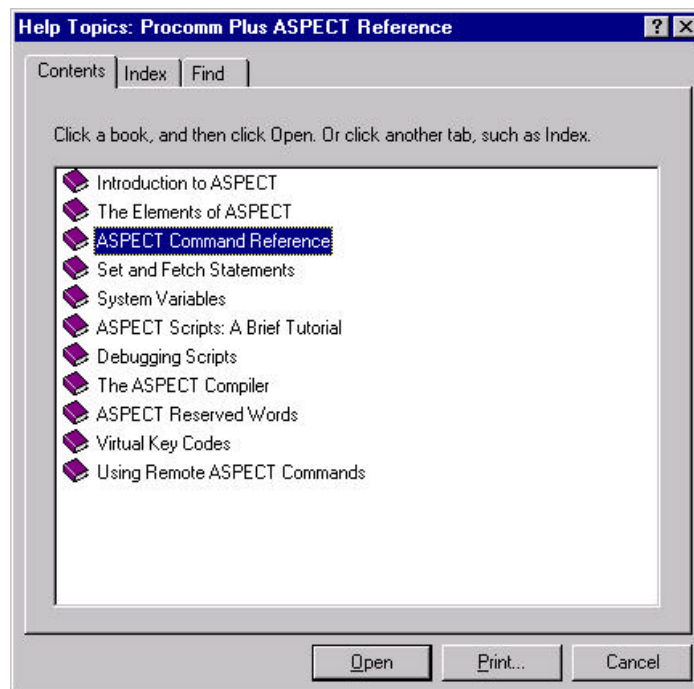 Help Topics: Procomm Plus ASPECT Reference
Contents Index Find
Click a book, and then click Open. Or click another tab, such as Index.
Introduction to ASPECT
The Elements of ASPECT
ASPECT Command Reference
Set and Fetch Statements
System Variables
ASPECT Scripts: A Brief Tutorial
Debugging Scripts
The ASPECT Compiler
ASPECT Reserved Words
Virtual Key Codes
Using Remote ASPECT Commands
Open Print... Cancel